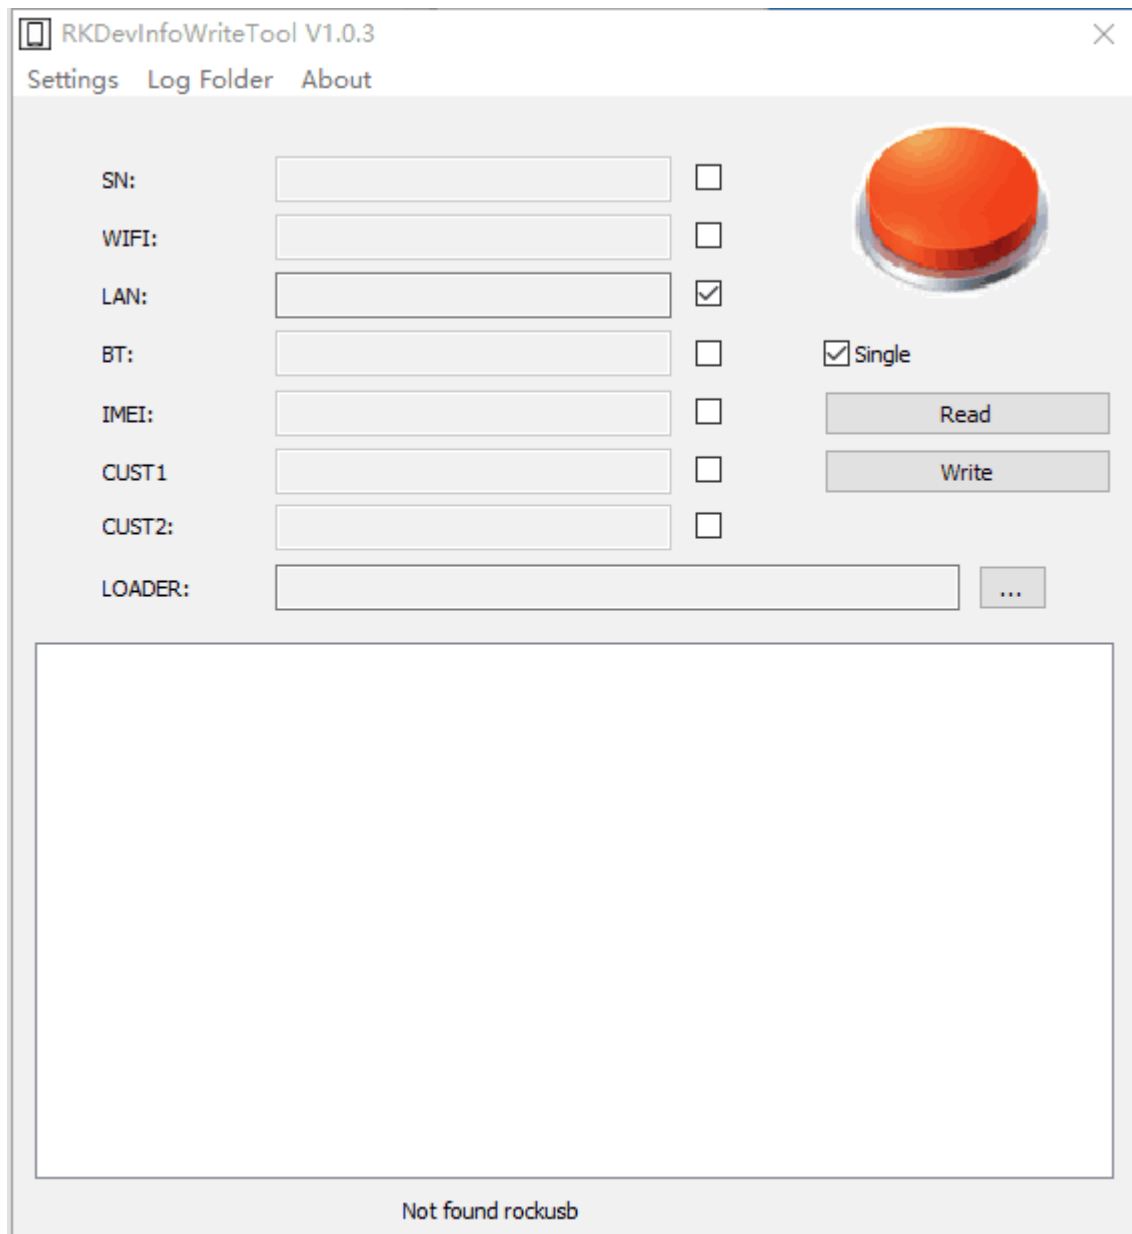 RKDevInfoWriteTool V1.0.3
Settings Log Folder About
SN:
WIFI:
LAN:
BT:
Single
IMEI:
Read
CUST1
Write
CUST2:
LOADER:
...
Not found rockusb